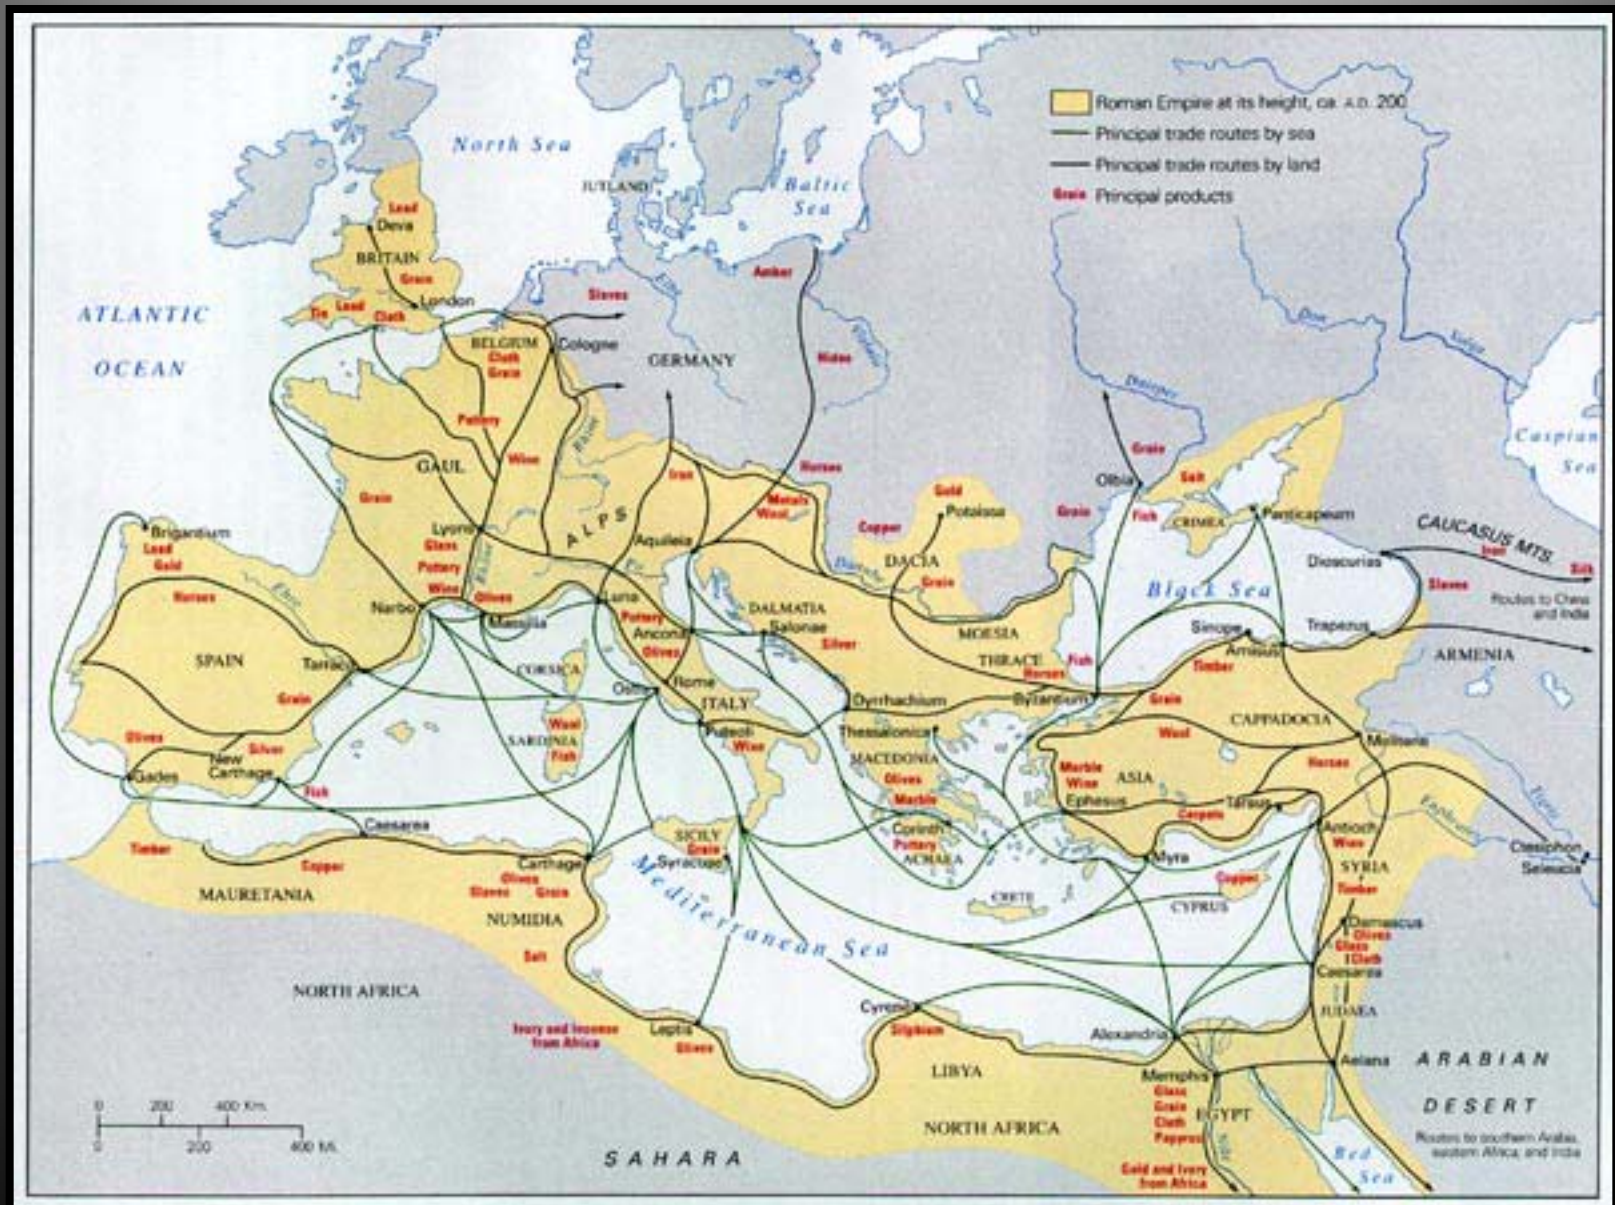 Roman Empire at its height, ca. A.D. 200
Principal trade routes by sea
Principal trade routes by land
Grain Principal products
North Sea
JUTLAND
Baltic
Sea
Lead
Deva
BRITAIN
Grain
London
Tin Lead
Cloth
ATLANTIC
OCEAN
Slaves
Amber
Elbe
BELGIUM
Cloth
Grain
Cologne
GERMANY
Hides
Don
Volga
Dnieper
Pottery
Wine
Rhine
GAUL
Grain
Iron
Horses
Metals
Wool
Gold
Potaissa
Copper
DACIA
Grain
Olbia
Grain
Grain
Fish
Salt
CRIMEA
Panticapeum
Caspian
Sea
CAUCASUS MTS.
Iron
Silk
Slaves
Routes to China
and India
Dioscurias
Black Sea
Brigantium
Lead
Gold
Horses
Ebro
Lyons
Glass
Pottery
Wine
Rhone
Olives
ALPS
Aquileia
Po
Danube
Narbo
Massilia
Luna
Pottery
Ancona
Olives
DALMATIA
Salonae
Silver
MOESIA
THRACE
Horses
Fish
Byzantium
Sinope
Amisus
Trapezus
Timber
ARMENIA
SPAIN
Tarraco
Grain
CORSICA
Ostia
Rome
ITALY
Dyrrhachium
Grain
CAPPADOCIA
Wool
Melitene
Wool
SARDINIA
Fish
Puteoli
Wine
Thessalonica
MACEDONIA
Olives
Marble
Olives
Silver
New
Carthage
Gades
Fish
Marble
Wine
ASIA
Ephesus
Horses
Tarsus
Carpets
Tigris
Euphrates
Caesarea
Timber
Copper
MAURETANIA
Carthage
Olives
Slaves Grain
NUMIDIA
SICILY
Grain
Syracuse
Corinth
Pottery
ACHAEA
Myra
Antioch
Wine
SYRIA
Ctesiphon
Seleucia
Mediterranean Sea
CRETE
Copper
CYPRUS
Timber
Damascus
Olives
Glass
Cloth
Caesarea
JUDAEA
Salt
NORTH AFRICA
Ivory and Incense
from Africa
Leptis
Olives
Cyrene
Silphium
Alexandria
Aelana
LIBYA
Memphis
Glass
Grain
Cloth
Papyrus
EGYPT
Nile
ARABIAN
DESERT
Routes to southern Arabia,
eastern Africa, and India
Red
Sea
NORTH AFRICA
SAHARA
Gold and Ivory
from Africa
0 200 400 Km.
0 200 400 Mi.